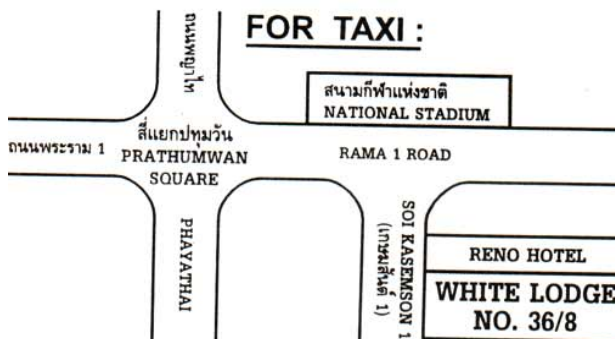 FOR TAXI :
ถนนพญาไท
สนามกีฬาแห่งชาติ
NATIONAL STADIUM
ถนนพระราม 1
สี่แยกปทุมวัน
PRATHUMWAN
SQUARE
RAMA 1 ROAD
PHAYATHAI
SOI KASEMSON 1
(เกษมสันต์ 1)
RENO HOTEL
WHITE LODGE
NO. 36/8